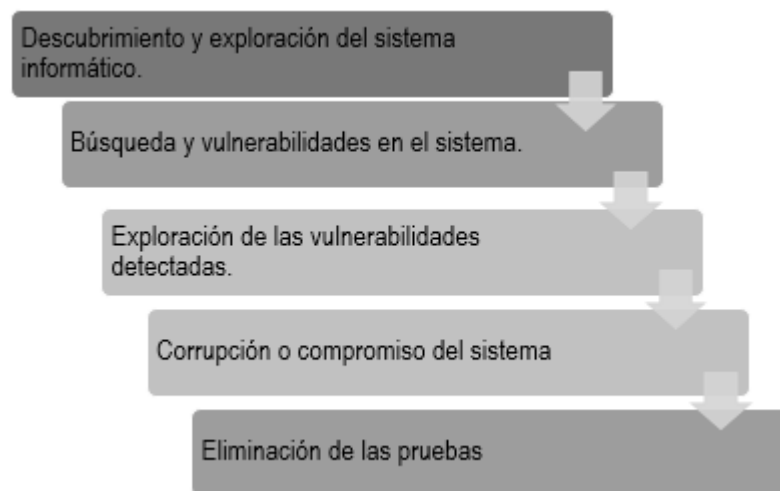 Descubrimiento y exploración del sistema
informático.
Búsqueda y vulnerabilidades en el sistema.
Exploración de las vulnerabilidades
detectadas.
Corrupción o compromiso del sistema
Eliminación de las pruebas